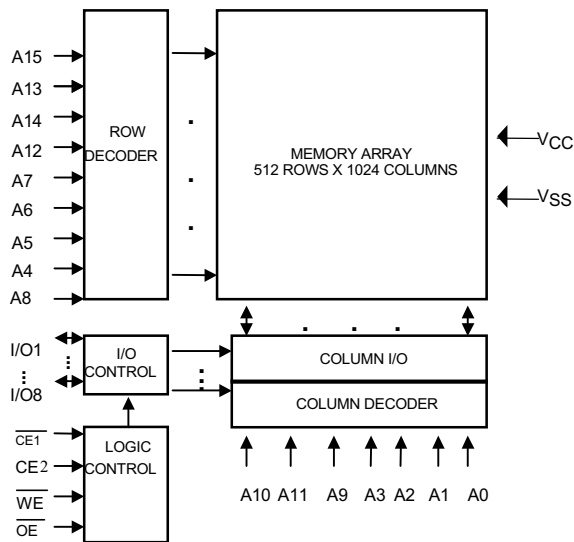 A15
A13
A14
A12
A7
A6
A5
A4
A8
ROW
DECODER
MEMORY ARRAY
512 ROWS X 1024 COLUMNS
VCC
VSS
I/O1
I/O8
I/O
CONTROL
COLUMN I/O
COLUMN DECODER
CE1
CE2
WE
OE
LOGIC
CONTROL
A10 A11 A9 A3 A2 A1 A0